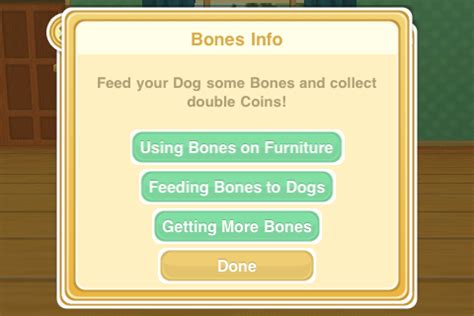 Bones Info
Feed your Dog some Bones and collect
double Coins!
Using Bones on Furniture
Feeding Bones to Dogs
Getting More Bones
Done